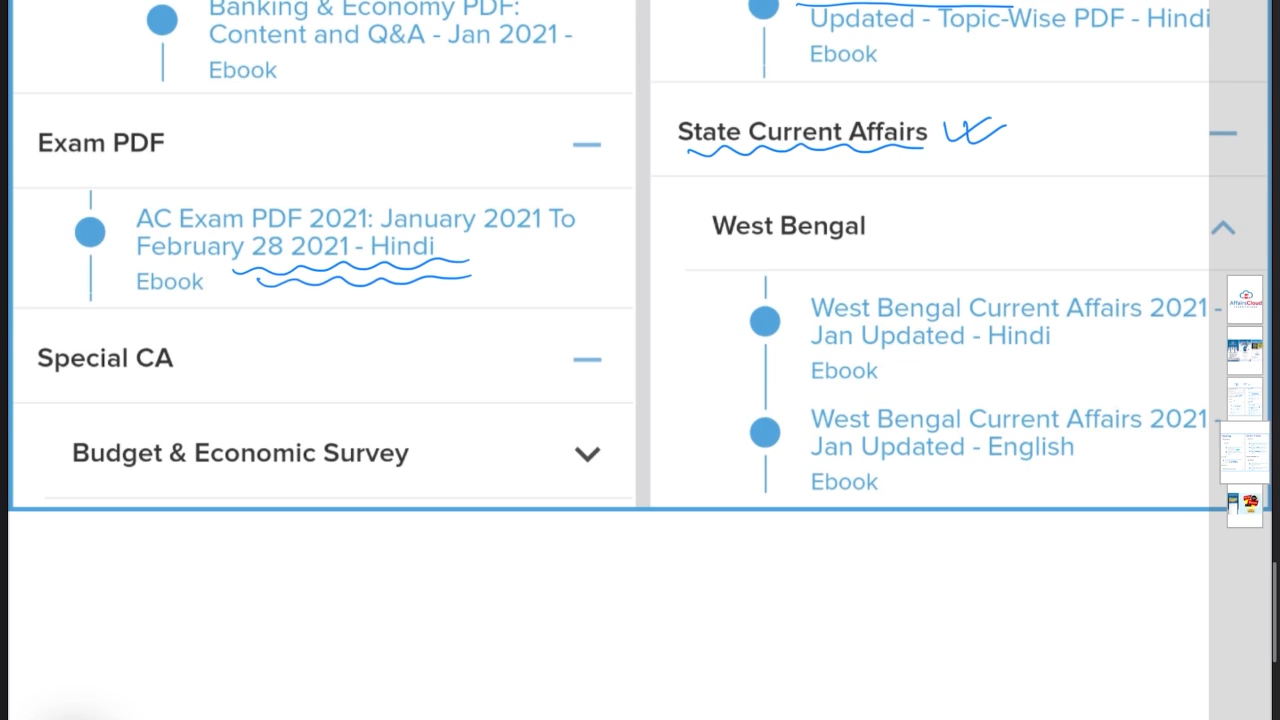 Banking & Economy PDF:
Content and Q&A - Jan 2021 -
Ebook
Exam PDF
AC Exam PDF 2021: January 2021 To
February 28 2021 - Hindi
Ebook
Special CA
Budget & Economic Survey
Updated - Topic-Wise PDF - Hindi
Ebook
State Current Affairs
West Bengal
West Bengal Current Affairs 2021 -
Jan Updated - Hindi
Ebook
West Bengal Current Affairs 2021 -
Jan Updated - English
Ebook
AffairsCloud